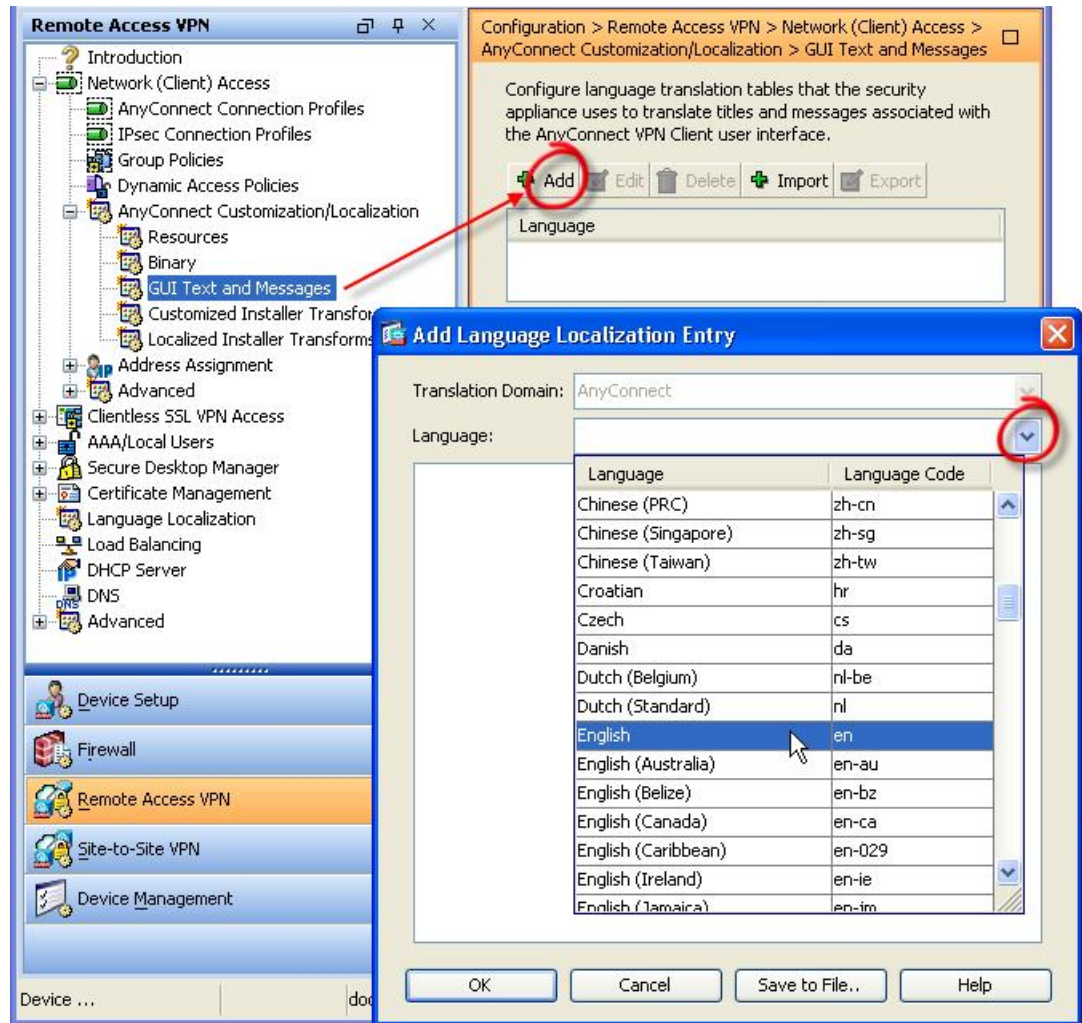 Remote Access VPN
Introduction
Network (Client) Access
AnyConnect Connection Profiles
IPsec Connection Profiles
Group Policies
Dynamic Access Policies
AnyConnect Customization/Localization
Resources
Binary
GUI Text and Messages
Customized Installer Transfor
Localized Installer Transforms
Address Assignment
Advanced
Clientless SSL VPN Access
AAA/Local Users
Secure Desktop Manager
Certificate Management
Language Localization
Load Balancing
DHCP Server
DNS
Advanced
Device Setup
Firewall
Remote Access VPN
Site-to-Site VPN
Device Management
Device ...
doc
Configuration > Remote Access VPN > Network (Client) Access >
AnyConnect Customization/Localization > GUI Text and Messages
Configure language translation tables that the security
appliance uses to translate titles and messages associated with
the AnyConnect VPN Client user interface.
Add Edit Delete Import Export
Language
Add Language Localization Entry
Translation Domain: AnyConnect
Language:
Language Language Code
Chinese (PRC) zh-cn
Chinese (Singapore) zh-sg
Chinese (Taiwan) zh-tw
Croatian hr
Czech cs
Danish da
Dutch (Belgium) nl-be
Dutch (Standard) nl
English en
English (Australia) en-au
English (Belize) en-bz
English (Canada) en-ca
English (Caribbean) en-029
English (Ireland) en-ie
English (Jamaica) en-jm
OK Cancel Save to File.. Help